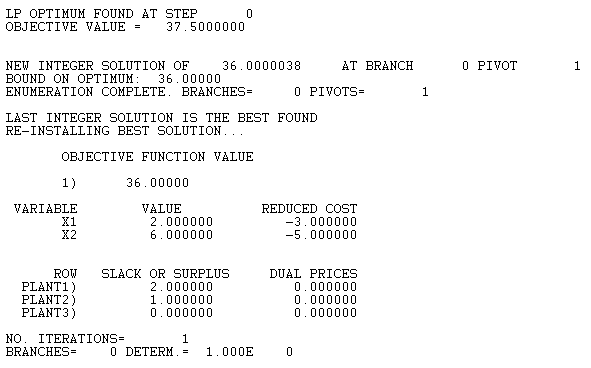 LP OPTIMUM FOUND AT STEP      0
OBJECTIVE VALUE =   37.5000000
NEW INTEGER SOLUTION OF    36.0000038     AT BRANCH      0 PIVOT       1
BOUND ON OPTIMUM:  36.00000
ENUMERATION COMPLETE. BRANCHES=     0 PIVOTS=       1
LAST INTEGER SOLUTION IS THE BEST FOUND
RE-INSTALLING BEST SOLUTION...
OBJECTIVE FUNCTION VALUE
1)      36.00000
VARIABLE        VALUE          REDUCED COST
X1         2.000000         -3.000000
X2         6.000000         -5.000000
ROW   SLACK OR SURPLUS     DUAL PRICES
PLANT1)         2.000000          0.000000
PLANT2)         1.000000          0.000000
PLANT3)         0.000000          0.000000
NO. ITERATIONS=       1
BRANCHES=    0 DETERM.=  1.000E    0